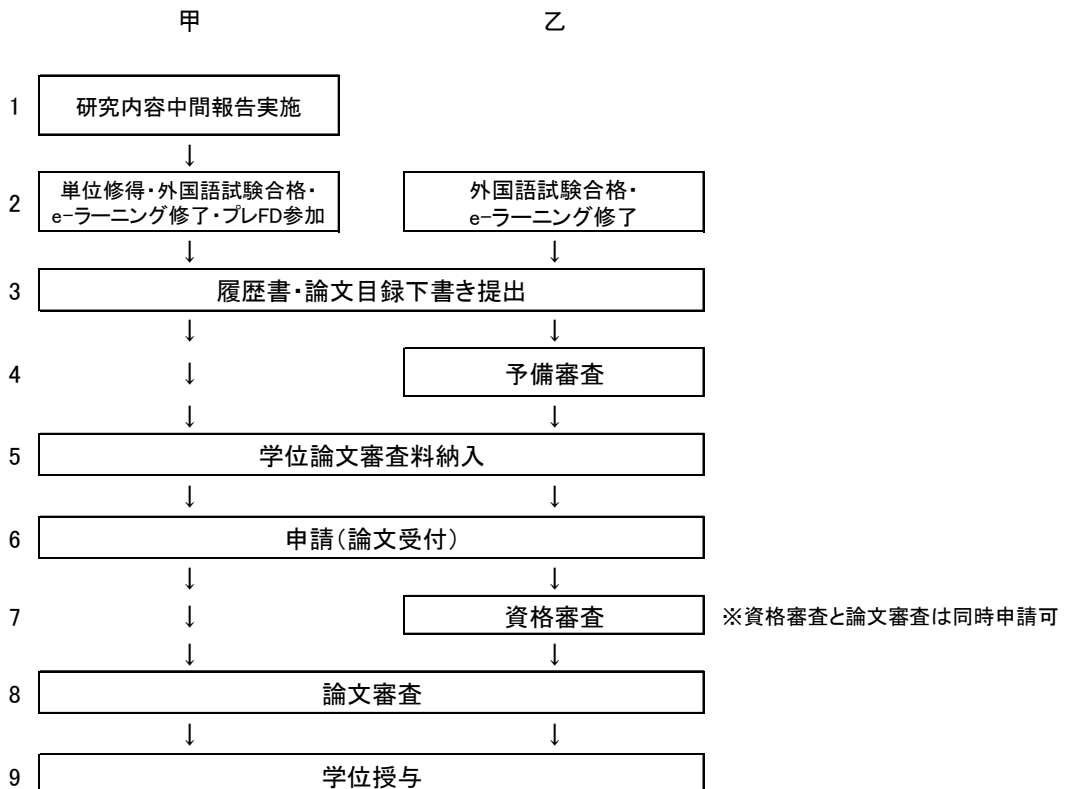 甲 乙
1 研究内容中間報告実施
↓
2 単位修得・外国語試験合格・ 外国語試験合格・
e-ラーニング修了・プレFD参加 e-ラーニング修了
↓ ↓
3 履歴書・論文目録下書き提出
↓ ↓
4 ↓ 予備審査
↓ ↓
5 学位論文審査料納入
↓ ↓
6 申請(論文受付)
↓ ↓
7 ↓ 資格審査 ※資格審査と論文審査は同時申請可
↓ ↓
8 論文審査
↓ ↓
9 学位授与